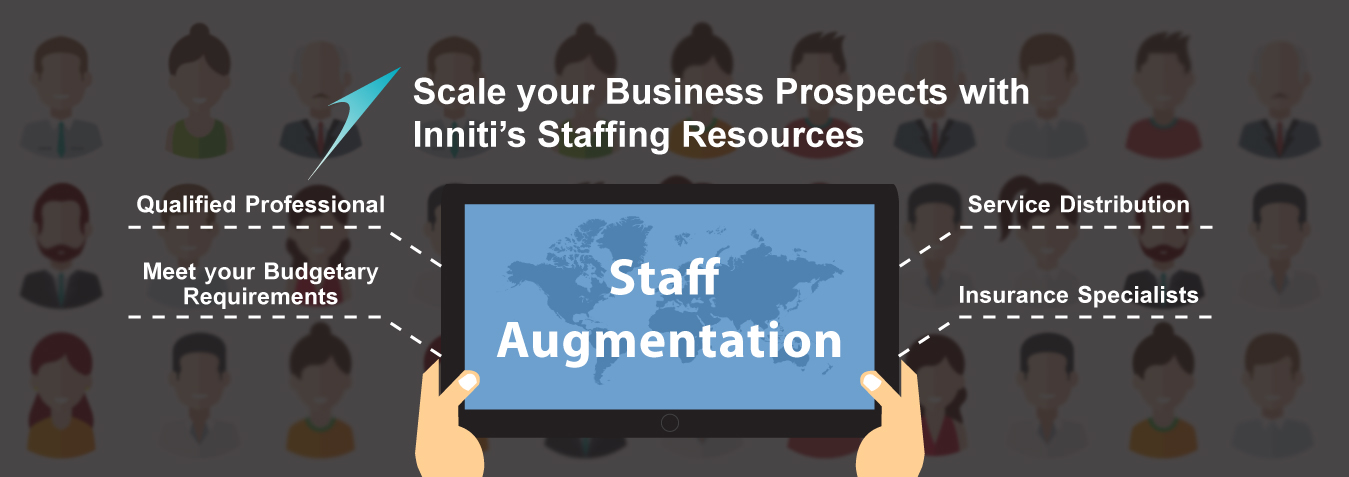 Scale your Business Prospects with
Inniti's Staffing Resources
Qualified Professional
Meet your Budgetary
Requirements
Staff
Augmentation
Service Distribution
Insurance Specialists